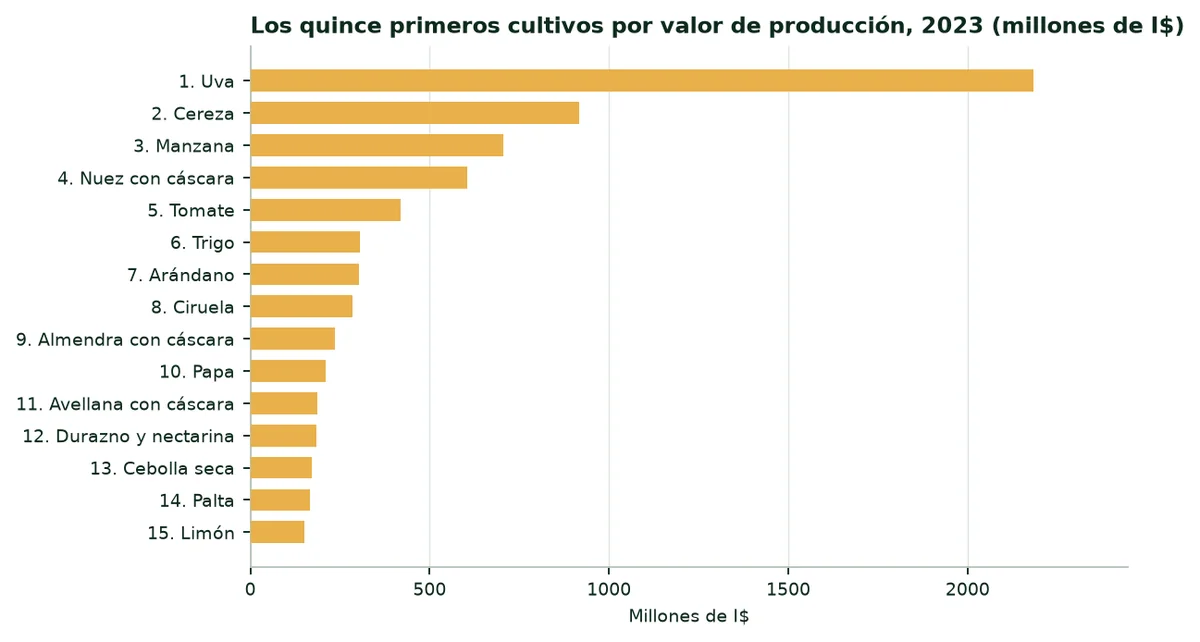 Los quince primeros cultivos por valor de producción, 2023 (millones de I$)
1. Uva
2. Cereza
3. Manzana
4. Nuez con cáscara
5. Tomate
6. Trigo
7. Arándano
8. Ciruela
9. Almendra con cáscara
10. Papa
11. Avellana con cáscara
12. Durazno y nectarina
13. Cebolla seca
14. Palta
15. Limón
0 500 1000 1500 2000
Millones de I$